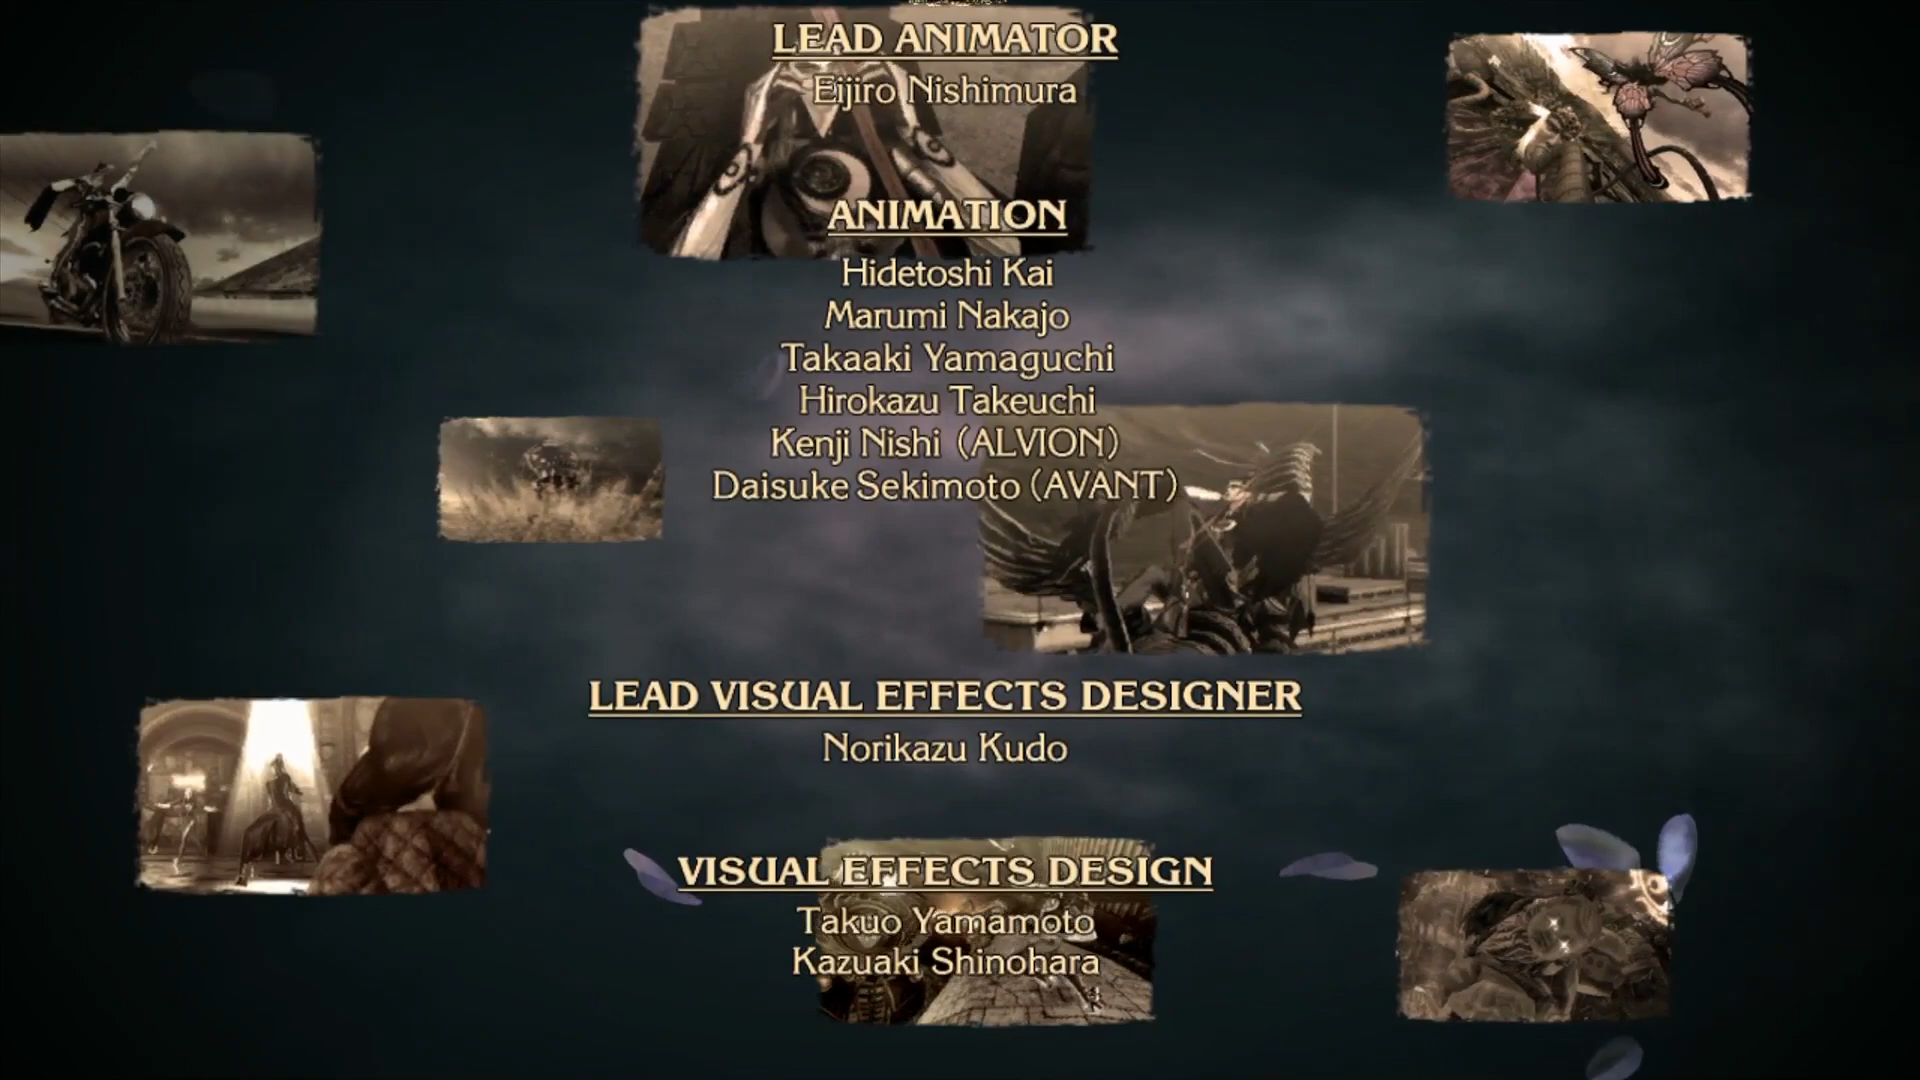 LEAD ANIMATOR
Eijiro Nishimura
ANIMATION
Hidetoshi Kai
Marumi Nakajo
Takaaki Yamaguchi
Hirokazu Takeuchi
Kenji Nishi (ALVION)
Daisuke Sekimoto (AVANT)
LEAD VISUAL EFFECTS DESIGNER
Norikazu Kudo
VISUAL EFFECTS DESIGN
Takuo Yamamoto
Kazuaki Shinohara